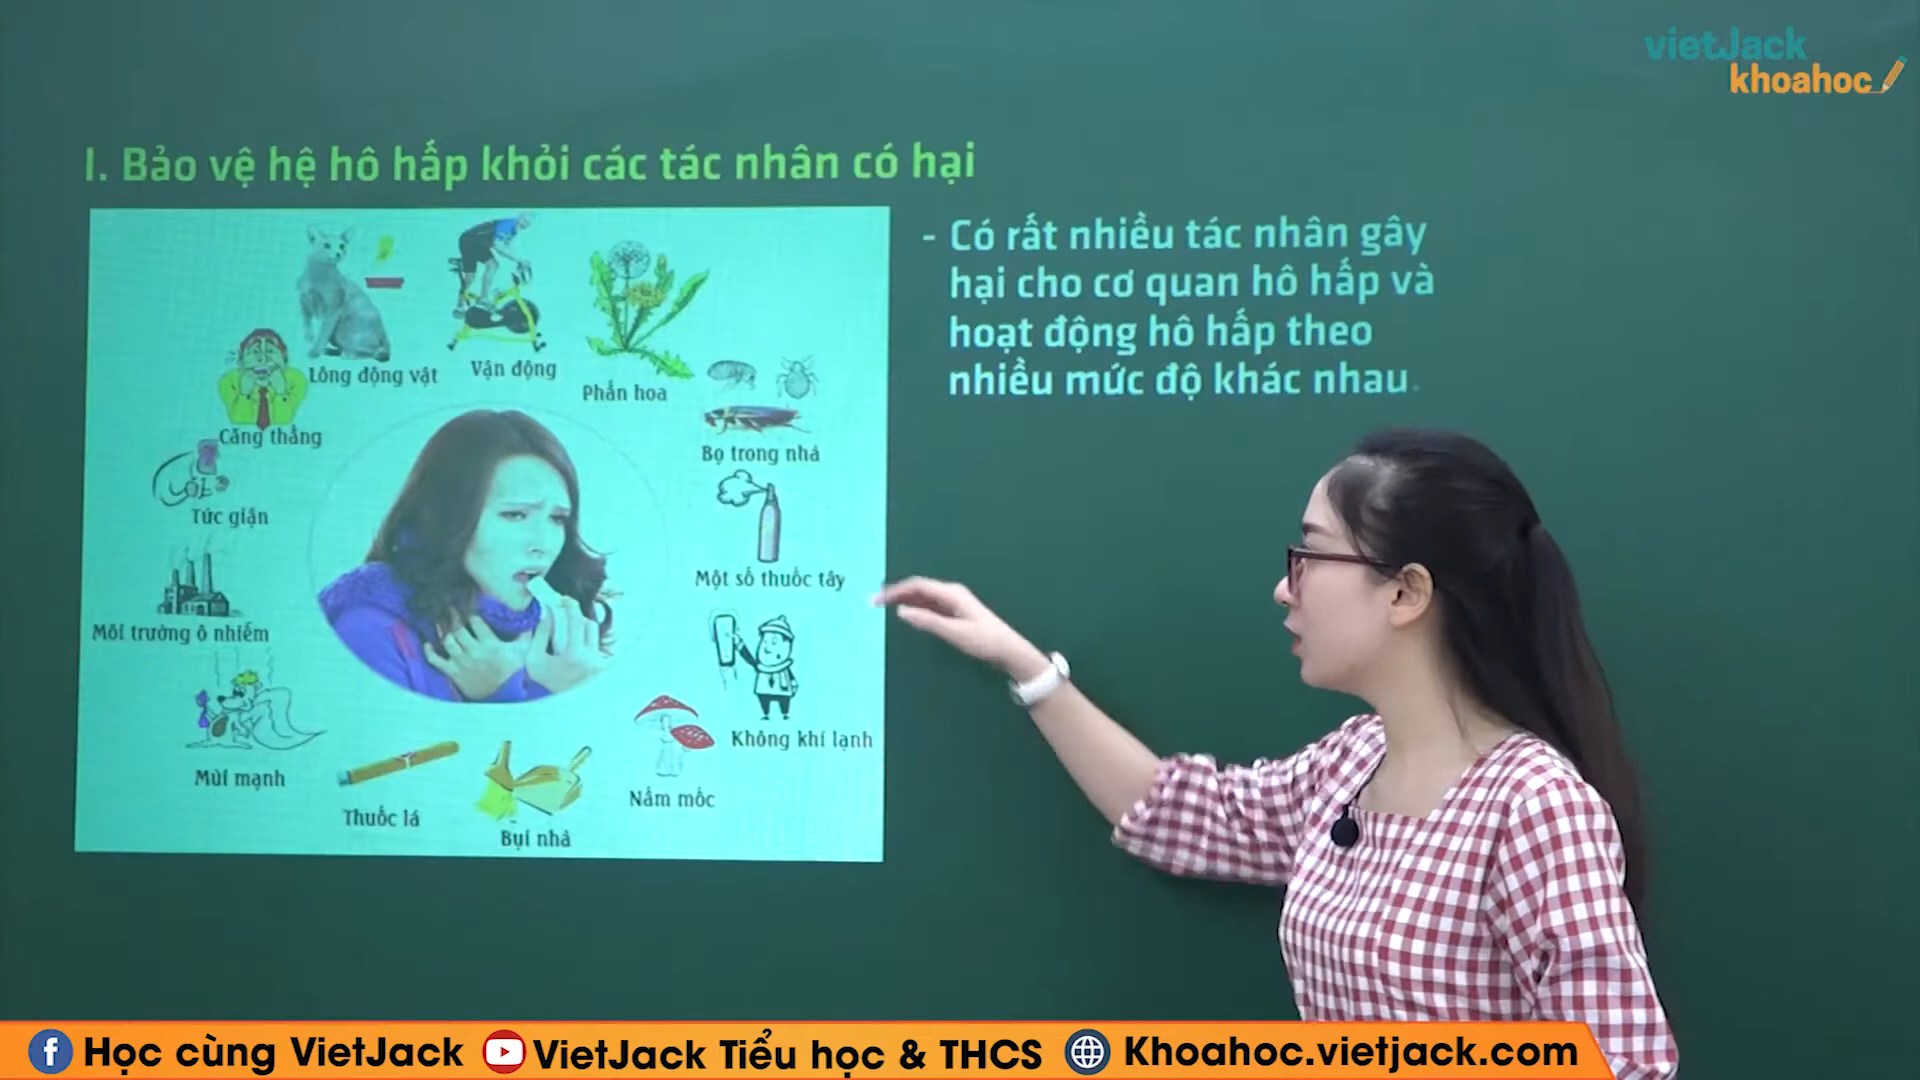 vietJack
khoahoc
I. Bảo vệ hệ hô hấp khỏi các tác nhân có hại
- Có rất nhiều tác nhân gây
hại cho cơ quan hô hấp và
hoạt động hô hấp theo
nhiều mức độ khác nhau.
Lông động vật
Vận động
Phấn hoa
Căng thẳng
Bọ trong nhà
Tức giận
Một số thuốc tây
Môi trường ô nhiễm
Không khí lạnh
Mùi mạnh
Thuốc lá
Bụi nhà
Nấm mốc
Học cùng VietJack
VietJack Tiểu học & THCS
Khoahoc.vietjack.com